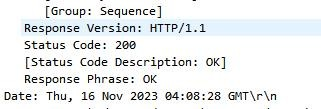 [Group: Sequence]
Response Version: HTTP/1.1
Status Code: 200
[Status Code Description: OK]
Response Phrase: OK
Date: Thu, 16 Nov 2023 04:08:28 GMT\r\n